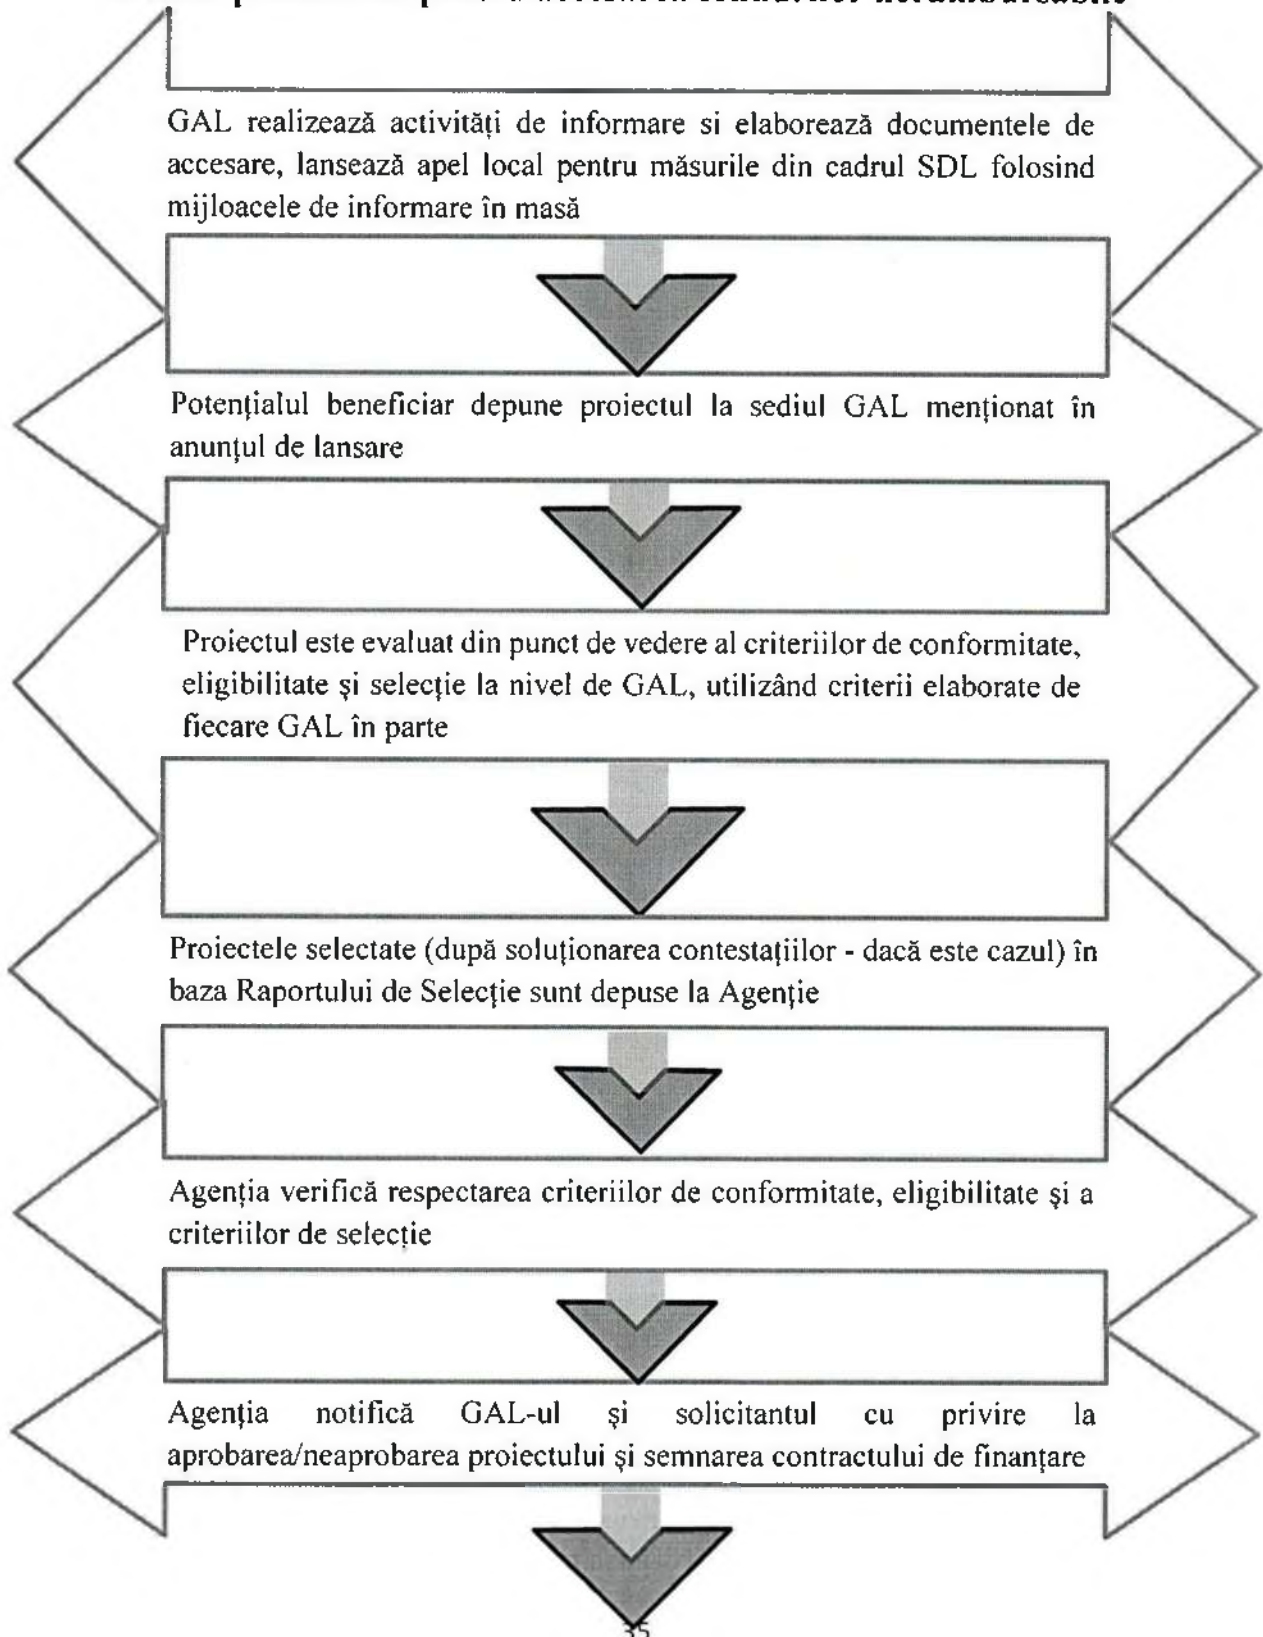 GAL realizează activități de informare si elaborează documentele de
accesare, lansează apel local pentru măsurile din cadrul SDL folosind
mijloacele de informare în masă
Potențialul beneficiar depune proiectul la sediul GAL menționat în
anunțul de lansare
Proiectul este evaluat din punct de vedere al criteriilor de conformitate,
eligibilitate și selecție la nivel de GAL, utilizând criterii elaborate de
fiecare GAL în parte
Proiectele selectate (după soluționarea contestațiilor - dacă este cazul) în
baza Raportului de Selecție sunt depuse la Agenție
Agenția verifică respectarea criteriilor de conformitate, eligibilitate și a
criteriilor de selecție
Agenția notifică GAL-ul și solicitantul cu privire la
aprobarea/neaprobarea proiectului și semnarea contractului de finanțare
35